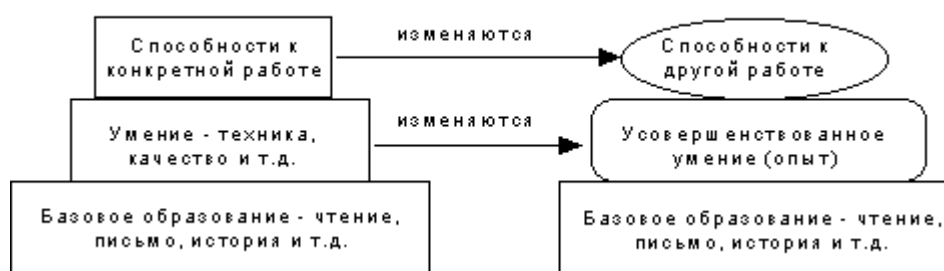 Способности к
конкретной работе
изменяются
Способности к
другой работе
Умение - техника,
качество и т.д.
изменяются
Усовершенствованное
умение (опыт)
Базовое образование - чтение,
письмо, история и т.д.
Базовое образование - чтение,
письмо, история и т.д.